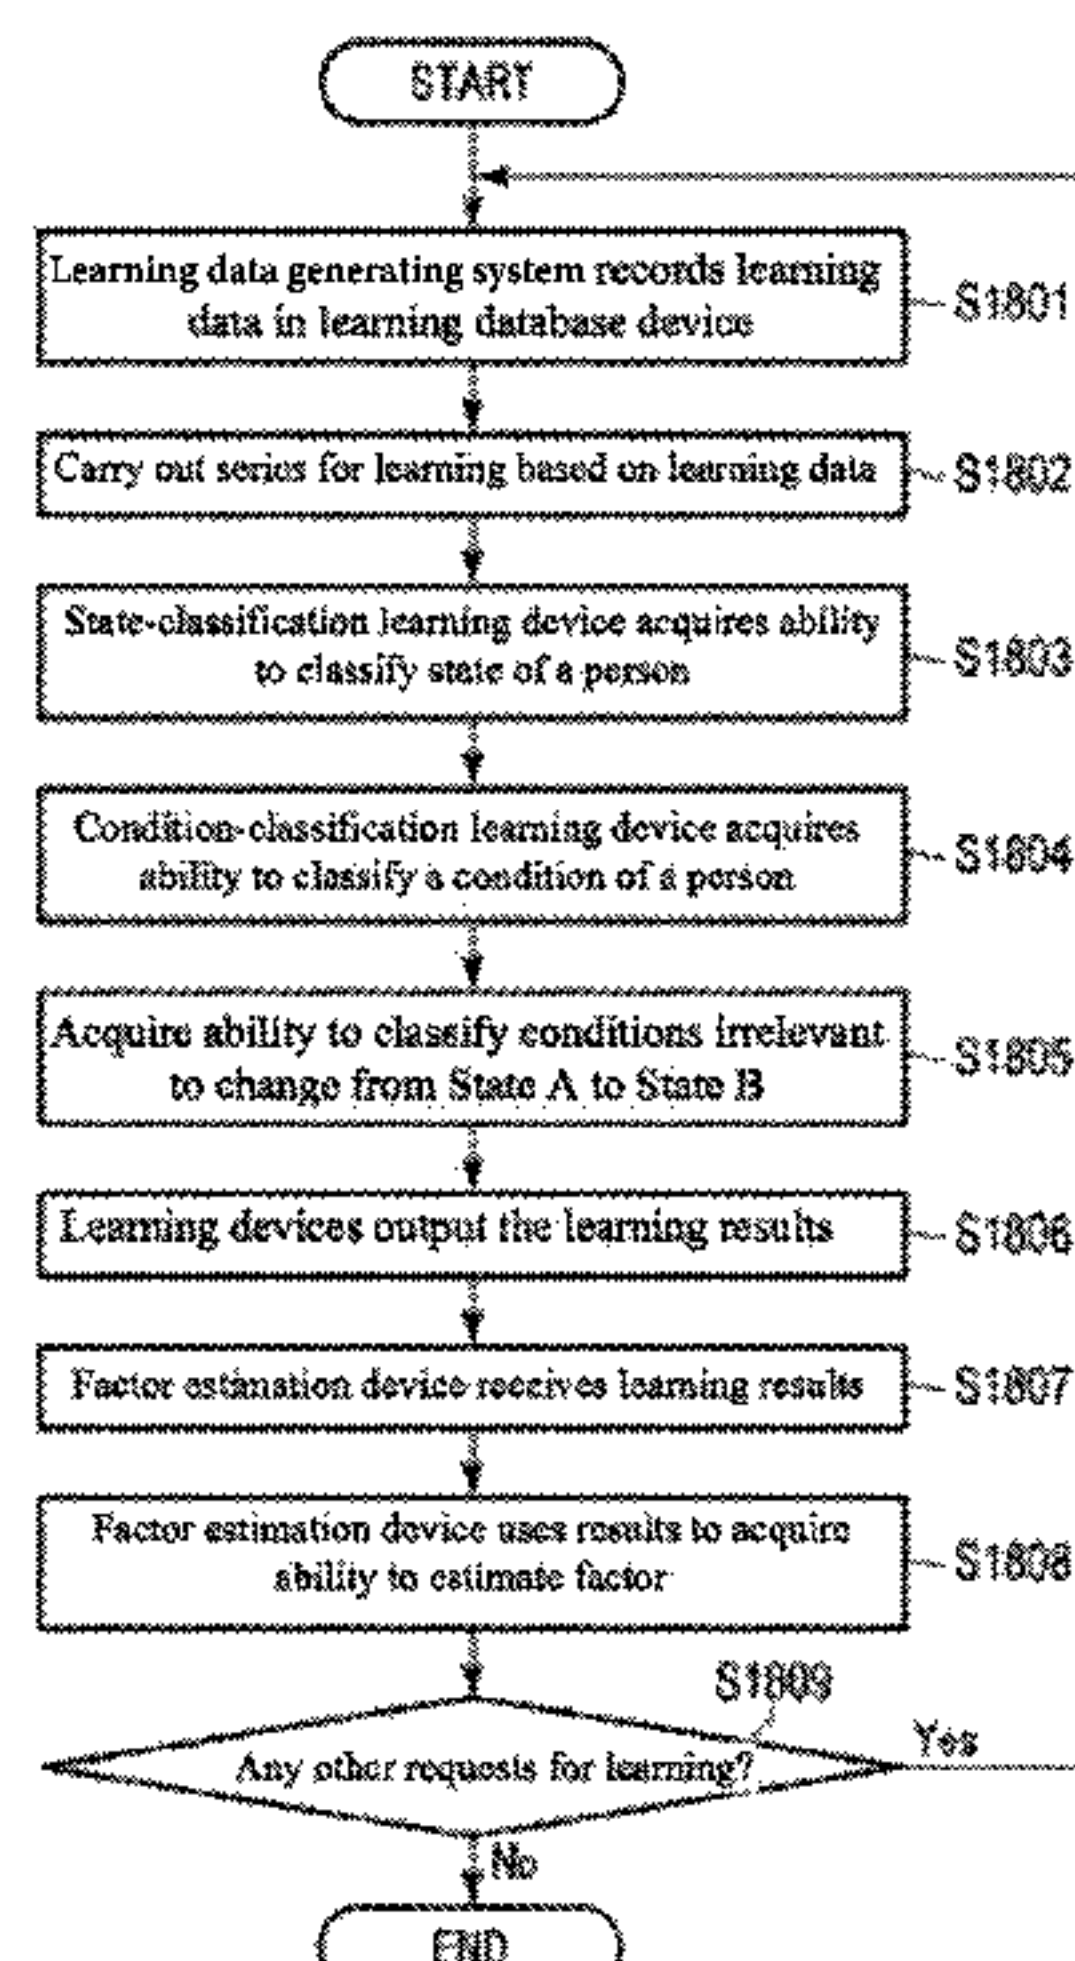 START
Learning data generating system records learning
data in learning database device
S1801
Carry out series for learning based on learning data
S1802
State-classification learning device acquires ability
to classify state of a person
S1803
Condition-classification learning device acquires
ability to classify a condition of a person
S1804
Acquire ability to classify conditions irrelevant
to change from State A to State B
S1805
Learning devices output the learning results
S1806
Factor estimation device receives learning results
S1807
Factor estimation device uses results to acquire
ability to estimate factor
S1808
S1809
Any other requests for learning?
Yes
No
END